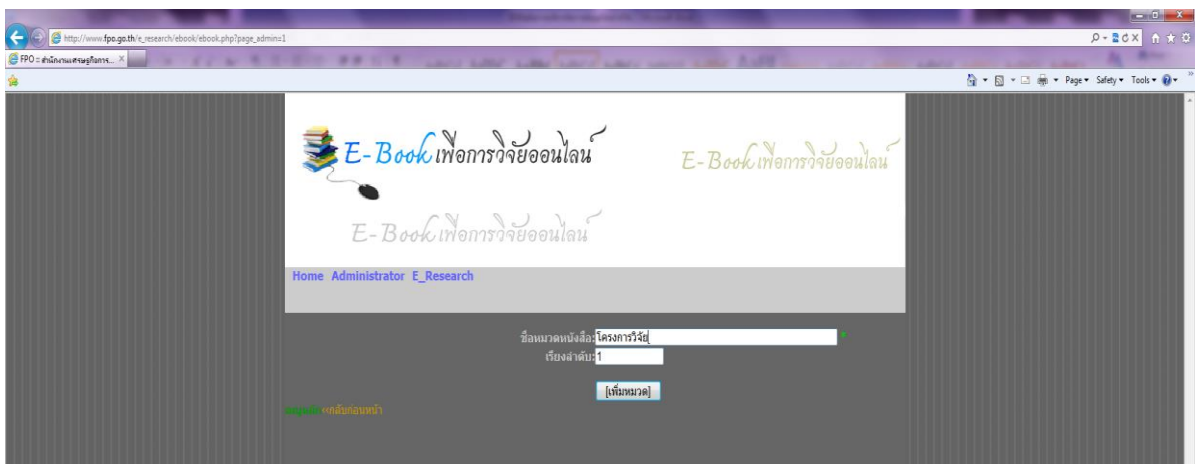 http://www.fpo.go.th/e_research/ebook/ebook.php?page_admin=1
FPO :: สำนักงานเศรษฐกิจการ...
Page Safety Tools
E-Book เพื่อการวิจัยออนไลน์
E-Book เพื่อการวิจัยออนไลน์
E-Book เพื่อการวิจัยออนไลน์
Home Administrator E_Research
ชื่อหมวดหนังสือ: โครงการวิจัย *
เรียงลำดับ: 1
[เพิ่มหมวด]
<<กลับก่อนหน้า